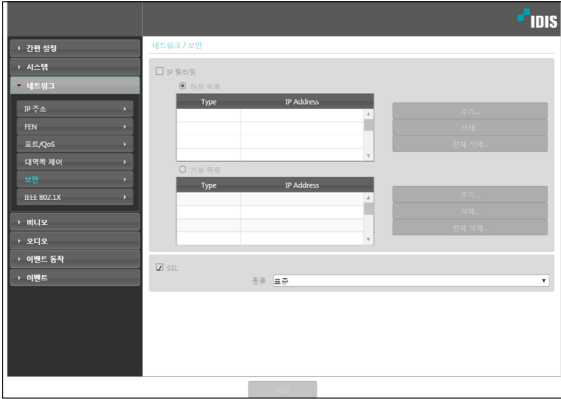 IDIS
네트워크 / 보안
간편 설정
시스템
네트워크
IP 주소
FEN
포트/QoS
대역폭 제어
보안
IEEE 802.1X
비디오
오디오
이벤트 동작
이벤트
IP 필터링
허용 목록
Type IP Address
추가...
삭제...
전체 삭제...
거부 목록
Type IP Address
추가...
삭제...
전체 삭제...
SSL
종류 표준